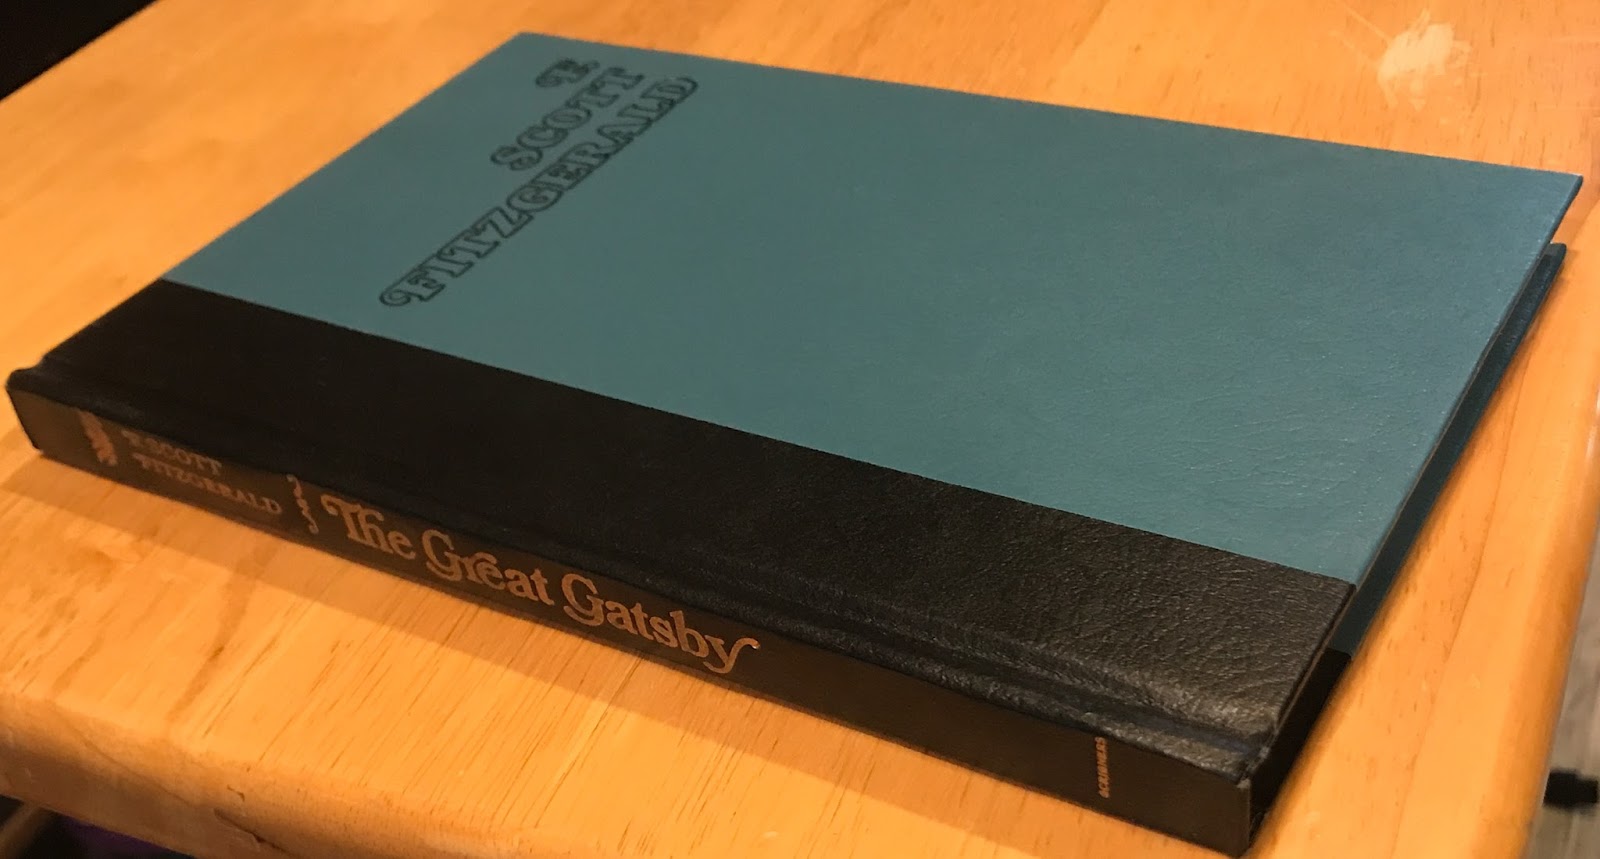 F.
SCOTT
FITZGERALD
F. SCOTT
FITZGERALD
The Great Gatsby
SCRIBNERS